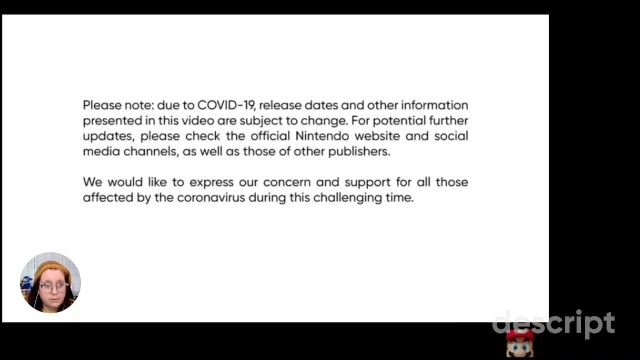 Please note: due to COVID-19, release dates and other information
presented in this video are subject to change. For potential further
updates, please check the official Nintendo website and social
media channels, as well as those of other publishers.
We would like to express our concern and support for all those
affected by the coronavirus during this challenging time.
descript